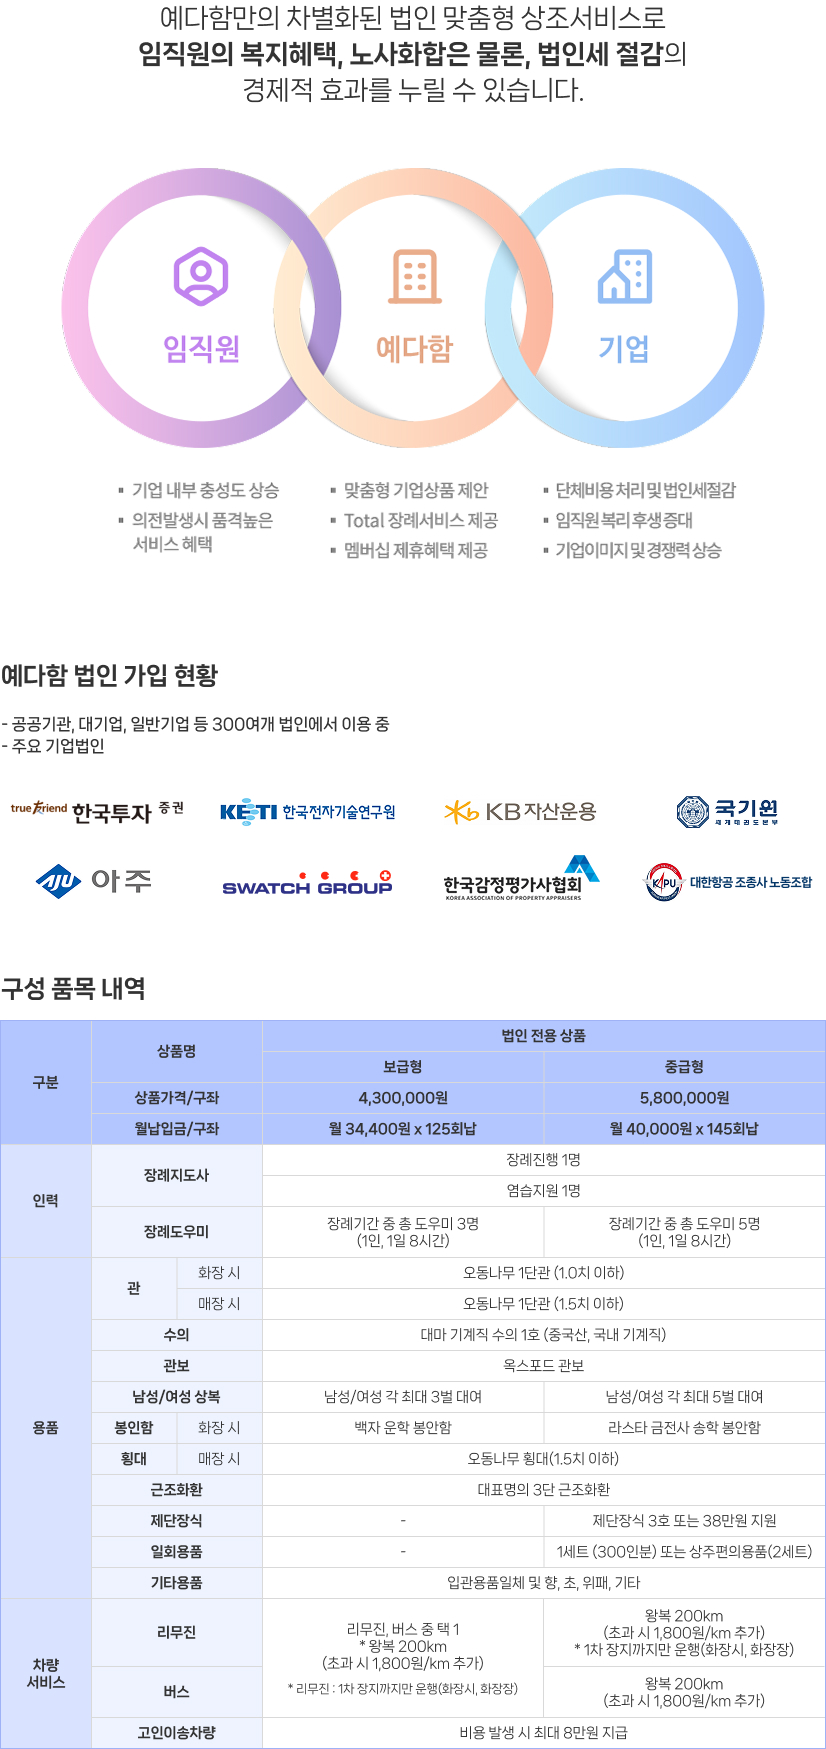 예다함만의 차별화된 법인 맞춤형 상조서비스로
임직원의 복지혜택, 노사화합은 물론, 법인세 절감의
경제적 효과를 누릴 수 있습니다.
임직원
예다함
기업
기업 내부 충성도 상승
의전발생시 품격높은
서비스 혜택
맞춤형 기업상품 제안
Total 장례서비스 제공
멤버십 제휴혜택 제공
단체비용 처리 및 법인세절감
임직원 복리 후생 증대
기업이미지 및 경쟁력 상승
예다함 법인 가입 현황
- 공공기관, 대기업, 일반기업 등 300여개 법인에서 이용 중
- 주요 기업법인
true Friend 한국투자 증권
KETI 한국전자기술연구원
KB자산운용
국기원
세계태권도본부
AJU 아주
SWATCH GROUP
한국감정평가사협회
KOREA ASSOCIATION OF PROPERTY APPRAISERS
KAPU 대한항공 조종사 노동조합
구성 품목 내역
구분
상품명
법인 전용 상품
보급형
중급형
상품가격/구좌
4,300,000원
5,800,000원
월납입금/구좌
월 34,400원 x 125회납
월 40,000원 x 145회납
인력
장례지도사
장례진행 1명
염습지원 1명
장례도우미
장례기간 중 총 도우미 3명
(1인, 1일 8시간)
장례기간 중 총 도우미 5명
(1인, 1일 8시간)
용품
관
화장 시
오동나무 1단관 (1.0치 이하)
매장 시
오동나무 1단관 (1.5치 이하)
수의
대마 기계직 수의 1호 (중국산, 국내 기계직)
관보
옥스포드 관보
남성/여성 상복
남성/여성 각 최대 3벌 대여
남성/여성 각 최대 5벌 대여
봉인함
화장 시
백자 운학 봉안함
라스타 금전사 송학 봉안함
횡대
매장 시
오동나무 횡대(1.5치 이하)
근조화환
대표명의 3단 근조화환
제단장식
-
제단장식 3호 또는 38만원 지원
일회용품
-
1세트 (300인분) 또는 상주편의용품(2세트)
기타용품
입관용품일체 및 향, 초, 위패, 기타
차량
서비스
리무진
리무진, 버스 중 택 1
* 왕복 200km
(초과 시 1,800원/km 추가)
* 리무진 : 1차 장지까지만 운행(화장시, 화장장)
왕복 200km
(초과 시 1,800원/km 추가)
* 1차 장지까지만 운행(화장시, 화장장)
버스
왕복 200km
(초과 시 1,800원/km 추가)
고인이송차량
비용 발생 시 최대 8만원 지급